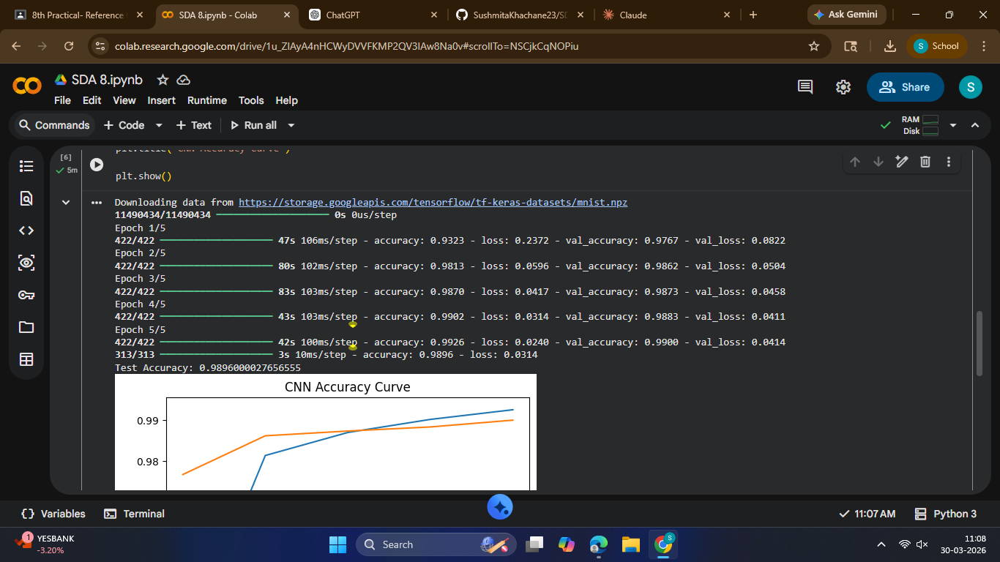 8th Practical- Reference
SDA 8.ipynb - Colab
ChatGPT
SushmitaKhachane23/SD
Claude
Ask Gemini
colab.research.google.com/drive/1u_ZlAyA4nHCWyDVVFKMP2QV3IAw8Na0v#scrollTo=NSCjkCqNOPiu
S School
SDA 8.ipynb
File Edit View Insert Runtime Tools Help
Share
S
Commands + Code + Text Run all
RAM
Disk
[6]
5m
plt.title("CNN Accuracy Curve")
plt.show()
Downloading data from https://storage.googleapis.com/tensorflow/tf-keras-datasets/mnist.npz
11490434/11490434 0s 0us/step
Epoch 1/5
422/422 47s 106ms/step - accuracy: 0.9323 - loss: 0.2372 - val_accuracy: 0.9767 - val_loss: 0.0822
Epoch 2/5
422/422 80s 102ms/step - accuracy: 0.9813 - loss: 0.0596 - val_accuracy: 0.9862 - val_loss: 0.0504
Epoch 3/5
422/422 83s 103ms/step - accuracy: 0.9870 - loss: 0.0417 - val_accuracy: 0.9873 - val_loss: 0.0458
Epoch 4/5
422/422 43s 103ms/step - accuracy: 0.9902 - loss: 0.0314 - val_accuracy: 0.9883 - val_loss: 0.0411
Epoch 5/5
422/422 42s 100ms/step - accuracy: 0.9926 - loss: 0.0240 - val_accuracy: 0.9900 - val_loss: 0.0414
313/313 3s 10ms/step - accuracy: 0.9896 - loss: 0.0314
Test Accuracy: 0.9896000027656555
CNN Accuracy Curve
0.99
0.98
Variables
Terminal
11:07 AM
Python 3
1
YESBANK
-3.20%
Search
S
11:08
30-03-2026